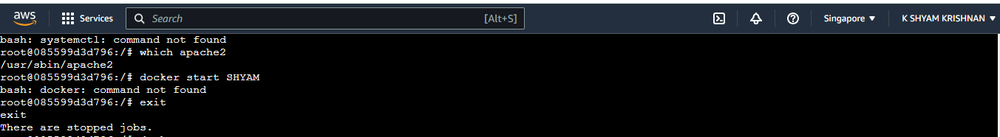 aws Services Search [Alt+S] Singapore K SHYAM KRISHNAN
bash: systemctl: command not found
root@085599d3d796:/# which apache2
/usr/sbin/apache2
root@085599d3d796:/# docker start SHYAM
bash: docker: command not found
root@085599d3d796:/# exit
exit
There are stopped jobs.